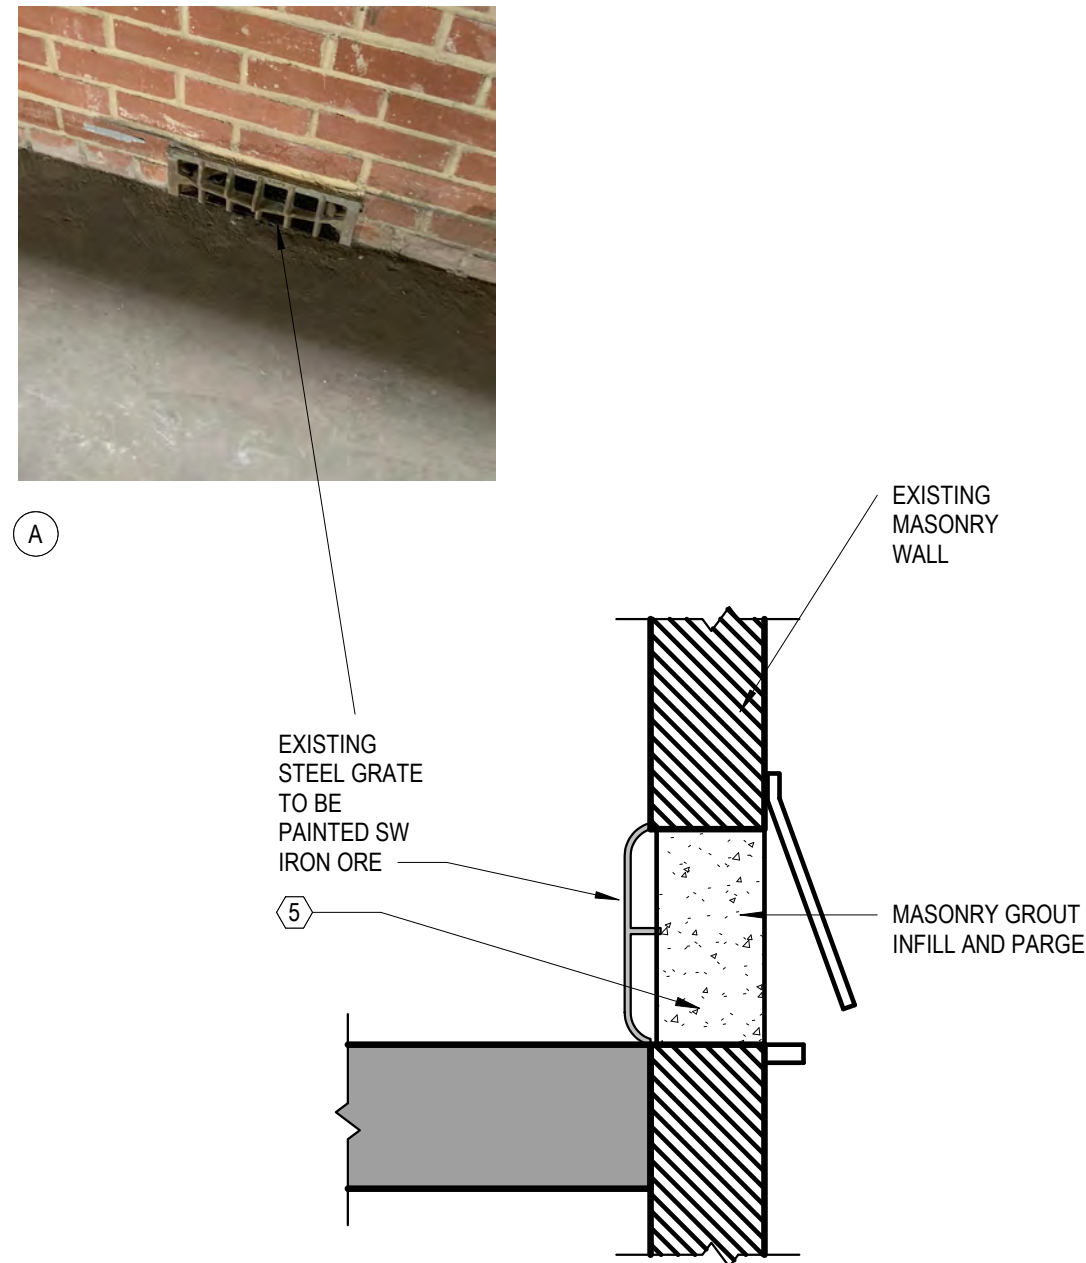 A
EXISTING
MASONRY
WALL
EXISTING
STEEL GRATE
TO BE
PAINTED SW
IRON ORE
5
MASONRY GROUT
INFILL AND PARGE